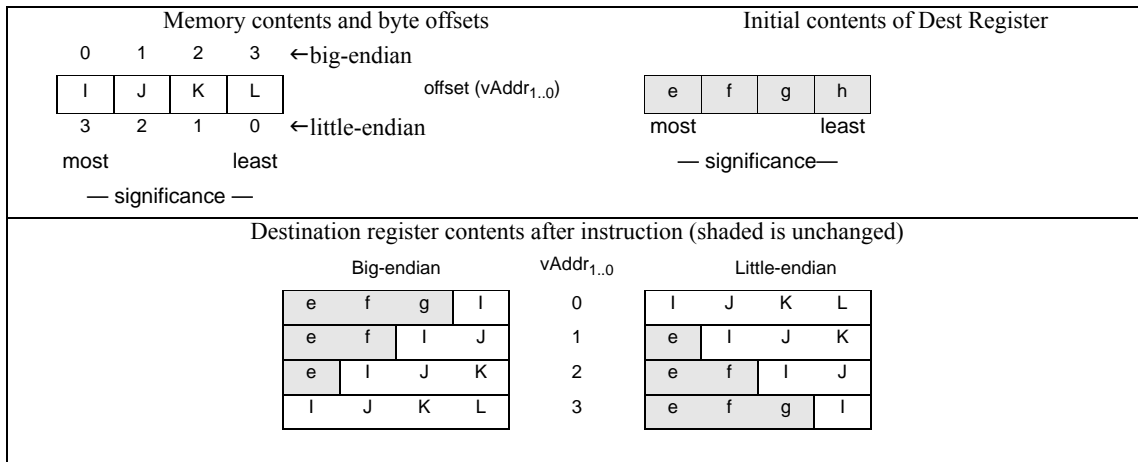 Memory contents and byte offsets Initial contents of Dest Register
0 1 2 3 ←big-endian
I J K L offset (vAddr1..0) e f g h
3 2 1 0 ←little-endian most least
most least — significance—
— significance —
Destination register contents after instruction (shaded is unchanged)
Big-endian vAddr1..0 Little-endian
e f g I 0 I J K L
e f I J 1 e I J K
e I J K 2 e f I J
I J K L 3 e f g I